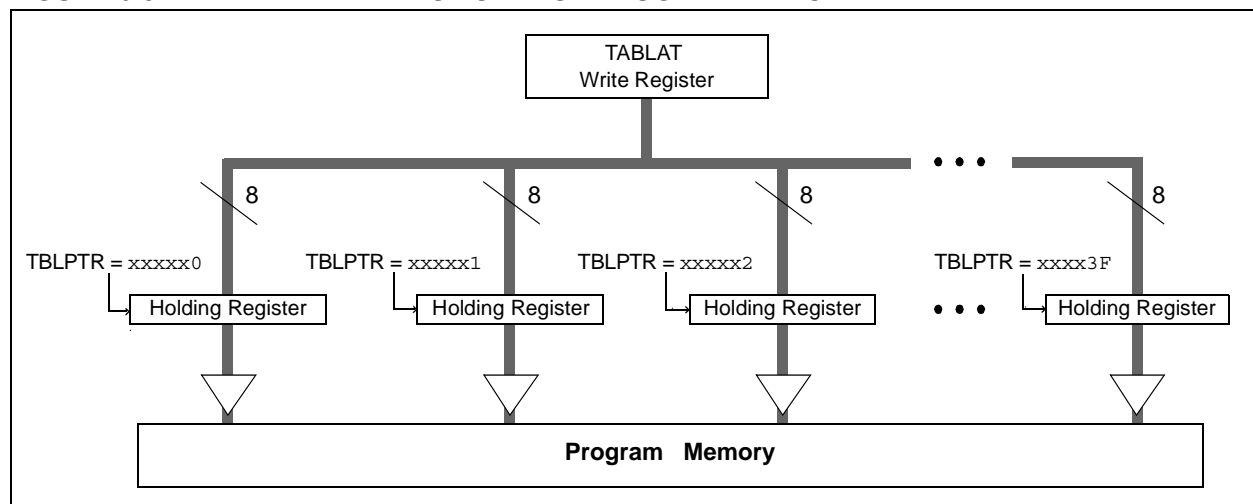 TABLAT
Write Register
8
8
8
8
TBLPTR = xxxxx0
TBLPTR = xxxxx1
TBLPTR = xxxxx2
TBLPTR = xxxx3F
Holding Register
Holding Register
Holding Register
Holding Register
Program Memory